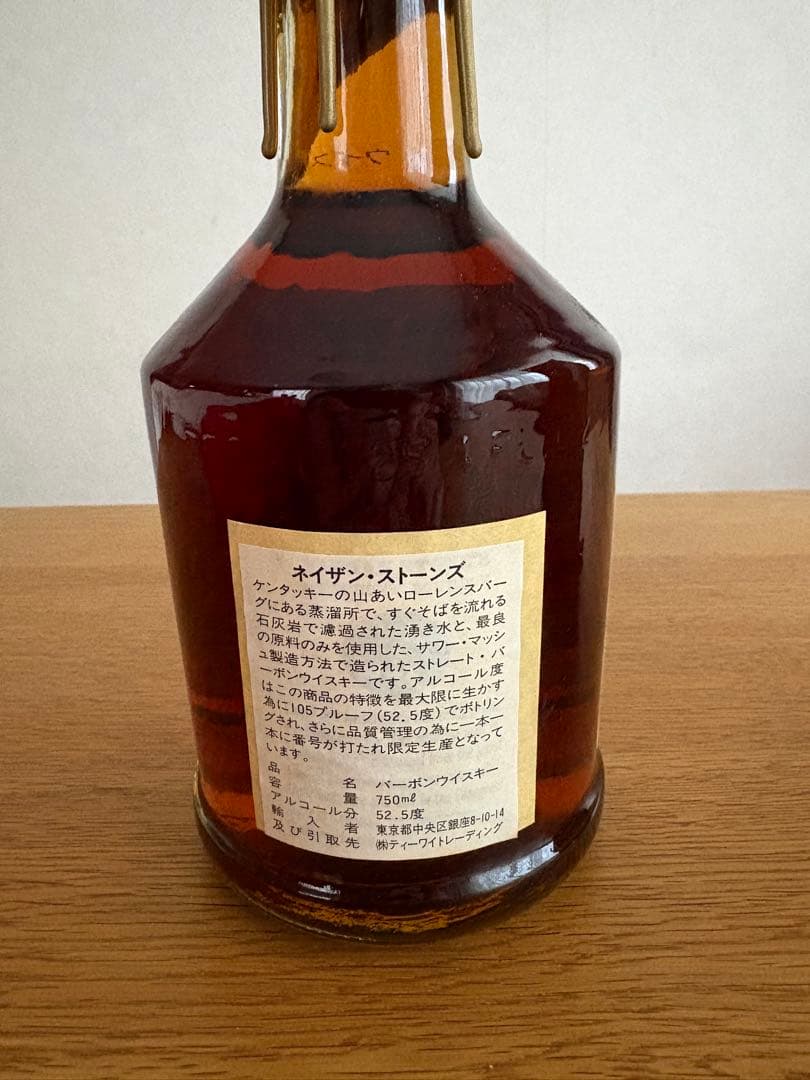 ネイザン・ストーンズ
ケンタッキーの山あいローレンスバー
グにある蒸溜所で、すぐそばを流れる
石灰岩で濾過された湧き水と、最良
の原料のみを使用した、サワー・マッシ
ュ製造方法で造られたストレート・バ
ーボンウイスキーです。アルコール度
はこの商品の特徴を最大限に生かす
為に105プルーフ(52.5度)でボトリン
グされ、さらに品質管理の為に一本一
本に番号が打たれ限定生産となって
います。
品名 バーボンウイスキー
容量 750mℓ
アルコール分 52.5度
輸入者 東京都中央区銀座8-10-14
及び引取先 ㈱ティーワイトレーディング